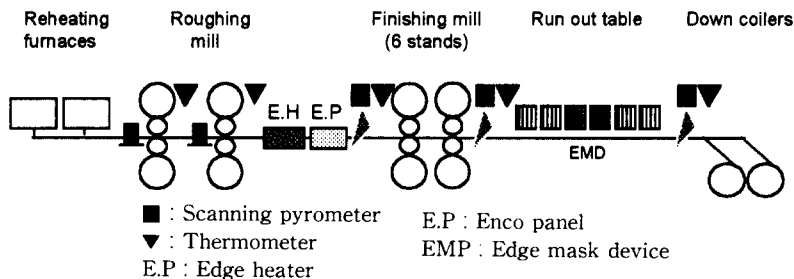 Reheating furnaces
Roughing mill
Finishing mill (6 stands)
Run out table
Down coilers
E.H
E.P
EMD
■ : Scanning pyrometer
▼ : Thermometer
E.P : Edge heater
E.P : Enco panel
EMP : Edge mask device